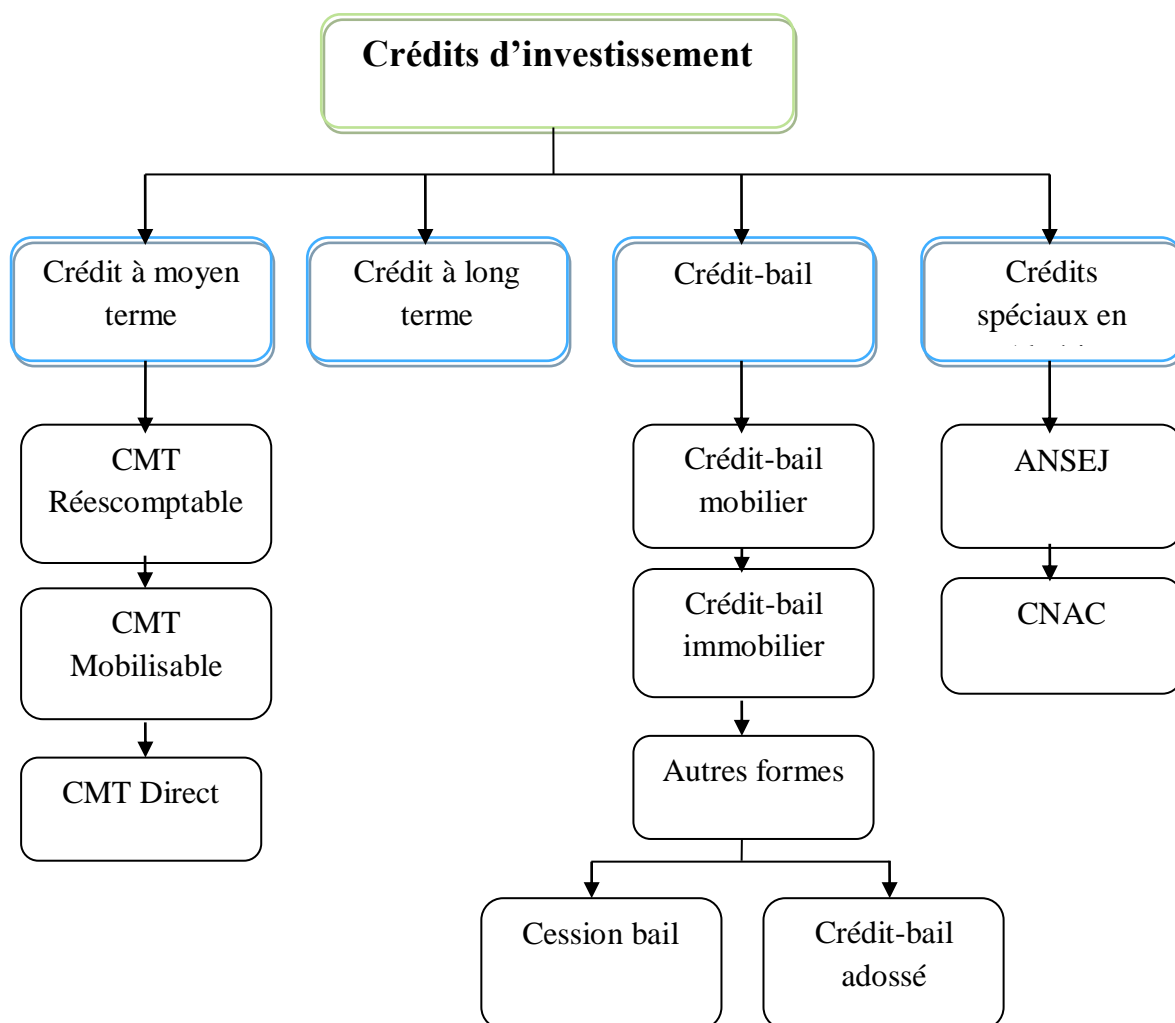 Crédits d’investissement
Crédit à moyen
terme
Crédit à long
terme
Crédit-bail
Crédits
spéciaux en
CMT
Réescomptable
Crédit-bail
mobilier
ANSEJ
CMT
Mobilisable
Crédit-bail
immobilier
CNAC
CMT Direct
Autres formes
Cession bail
Crédit-bail
adossé